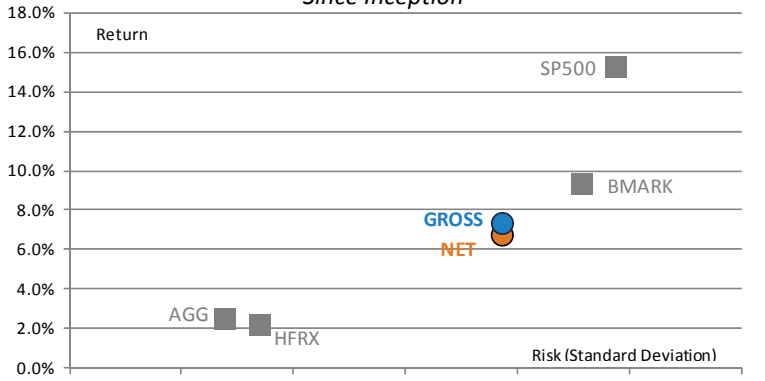 Since Inception
18.0%
Return
16.0%
SP500
14.0%
12.0%
10.0%
BMARK
8.0%
GROSS
6.0%
NET
4.0%
AGG
2.0%
HFRX
Risk (Standard Deviation)
0.0%